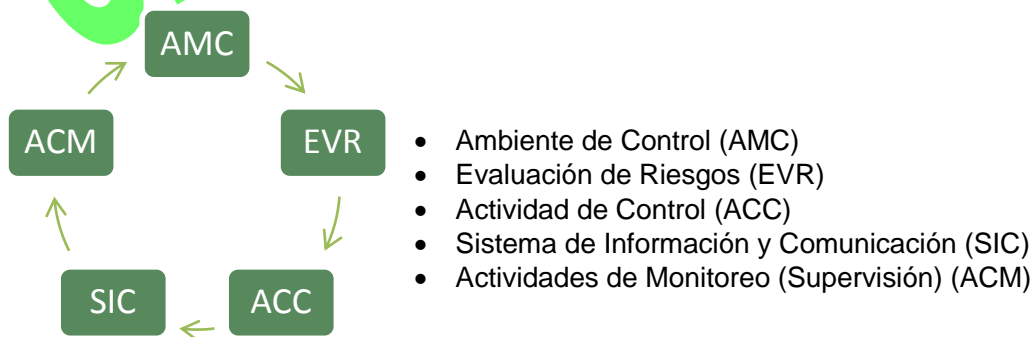 AMC
ACM
EVR
SIC
ACC
• Ambiente de Control (AMC)
• Evaluación de Riesgos (EVR)
• Actividad de Control (ACC)
• Sistema de Información y Comunicación (SIC)
• Actividades de Monitoreo (Supervisión) (ACM)